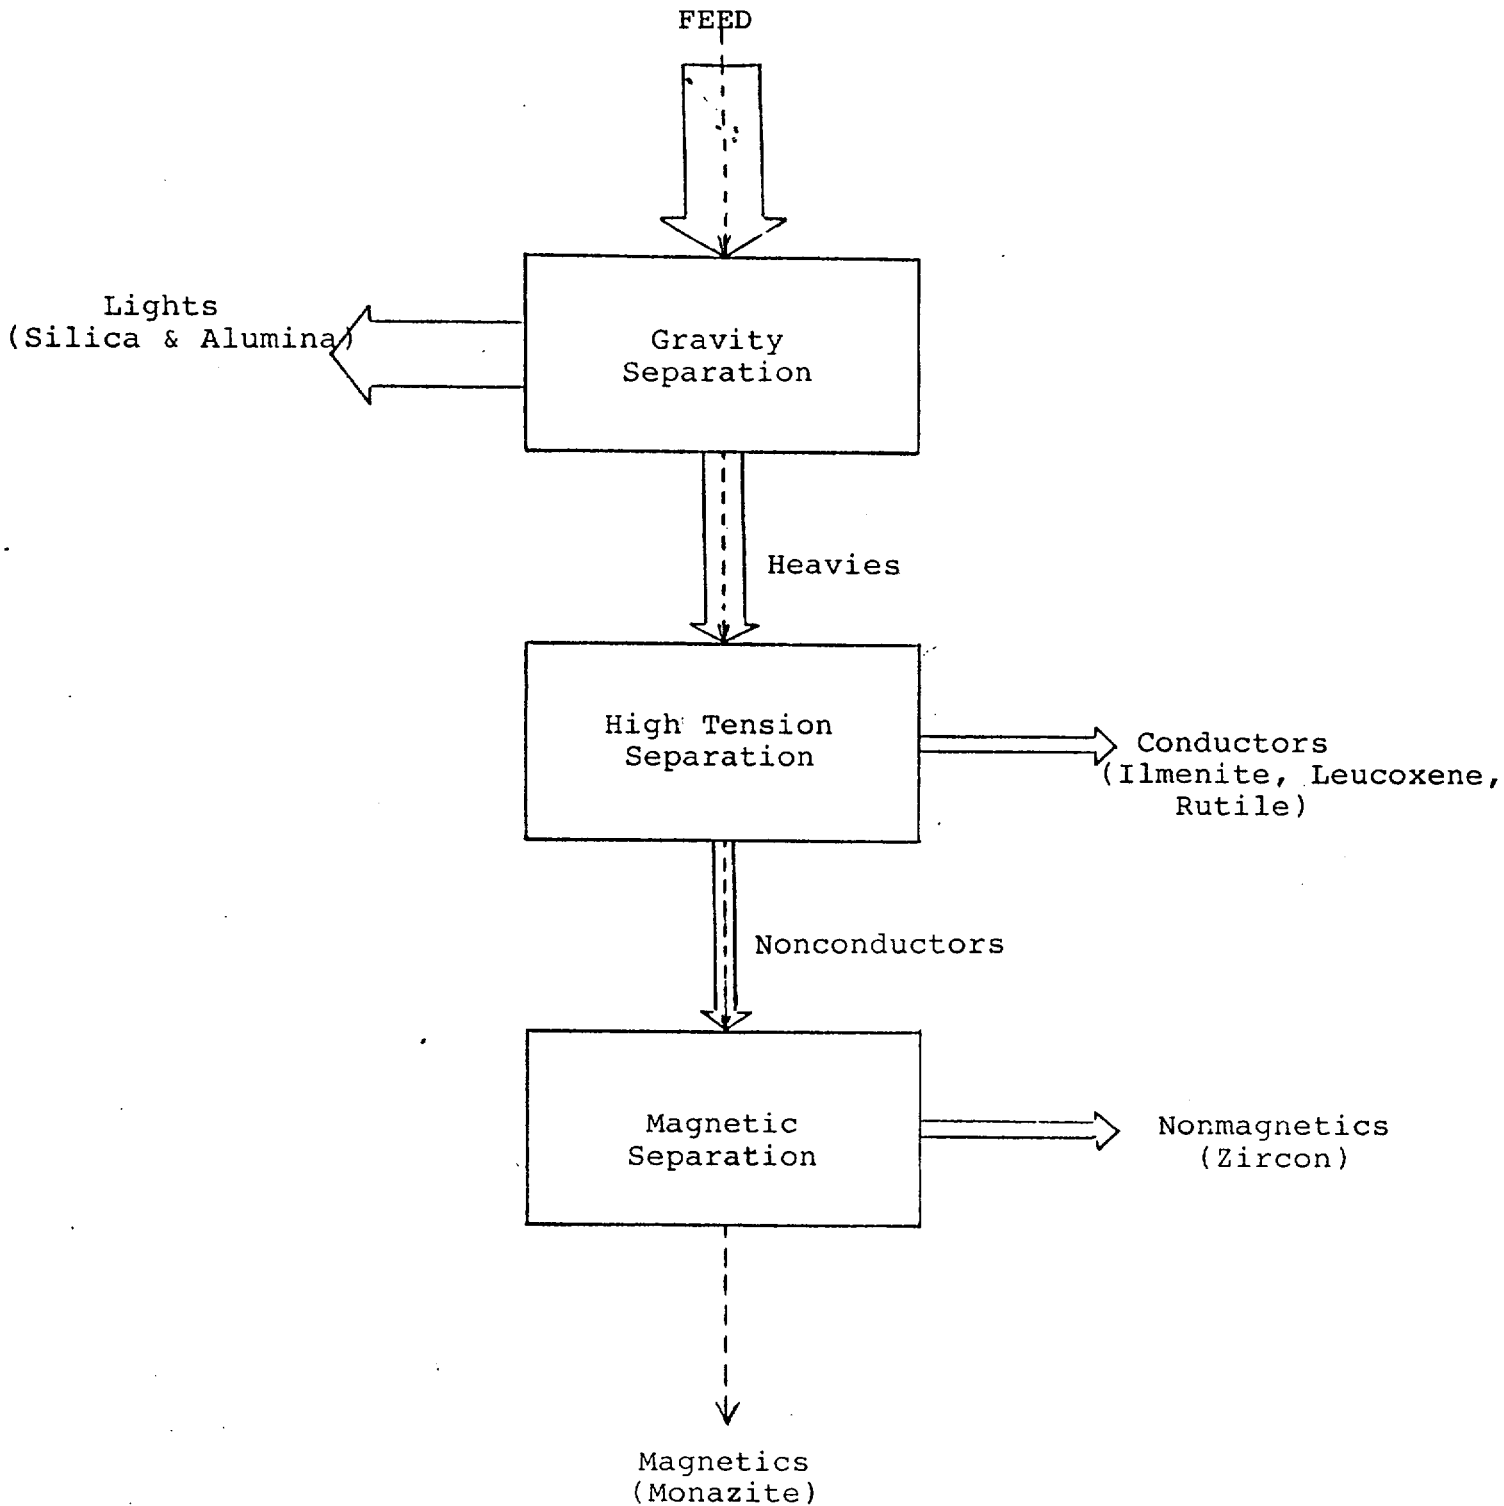 FEED
Lights
(Silica & Alumina)
Gravity
Separation
Heavies
High Tension
Separation
Conductors
(Ilmenite, Leucoxene,
Rutile)
Nonconductors
Magnetic
Separation
Nonmagnetics
(Zircon)
Magnetics
(Monazite)